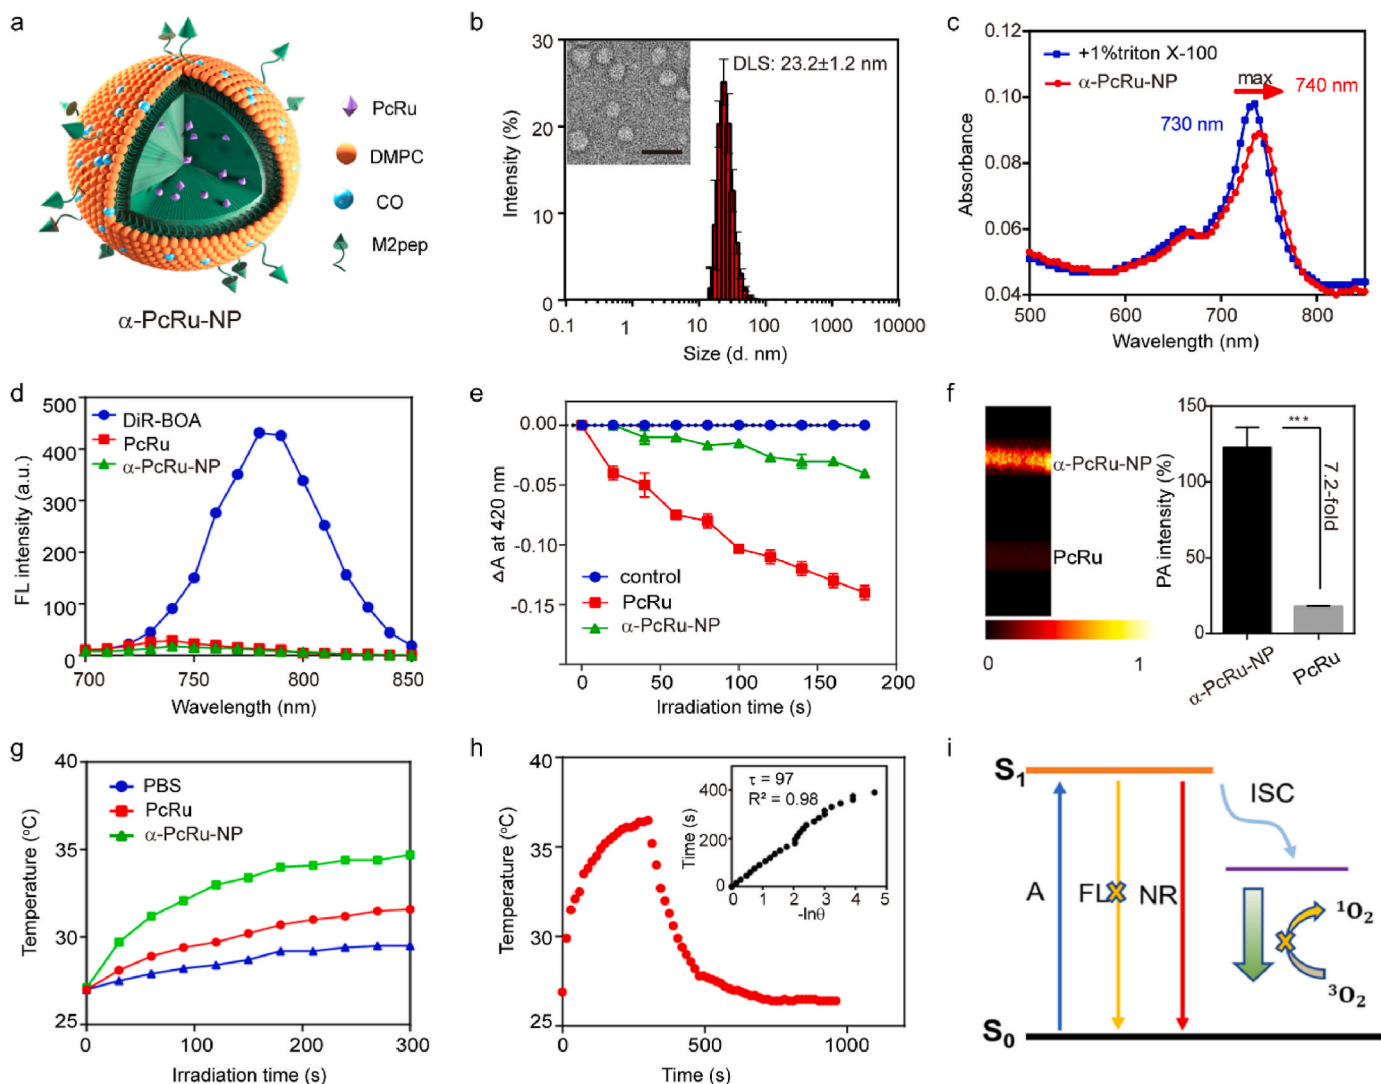 a
PcRu
DMPC
CO
M2pep
α-PcRu-NP
b
DLS: 23.2±1.2 nm
Intensity (%)
30
20
10
0
0.1 1 10 100 1000 10000
Size (d. nm)
c
+1%triton X-100
α-PcRu-NP
max
740 nm
730 nm
Absorbance
0.12
0.10
0.08
0.06
0.04
500 600 700 800
Wavelength (nm)
d
DiR-BOA
PcRu
α-PcRu-NP
FL intensity (a.u.)
500
400
300
200
100
0
700 750 800 850
Wavelength (nm)
e
ΔA at 420 nm
0.00
-0.05
-0.10
-0.15
control
PcRu
α-PcRu-NP
0 50 100 150 200
Irradiation time (s)
f
α-PcRu-NP
PcRu
0 1
PA intensity (%)
150
100
50
0
***
7.2-fold
α-PcRu-NP
PcRu
g
PBS
PcRu
α-PcRu-NP
Temperature (°C)
40
35
30
25
0 100 200 300
Irradiation time (s)
h
Temperature (°C)
40
35
30
25
0 500 1000
Time (s)
τ = 97
R² = 0.98
Time (s)
400
200
0
0 1 2 3 4 5
-lnθ
i
S₁
ISC
A
FL
NR
¹O₂
³O₂
S₀